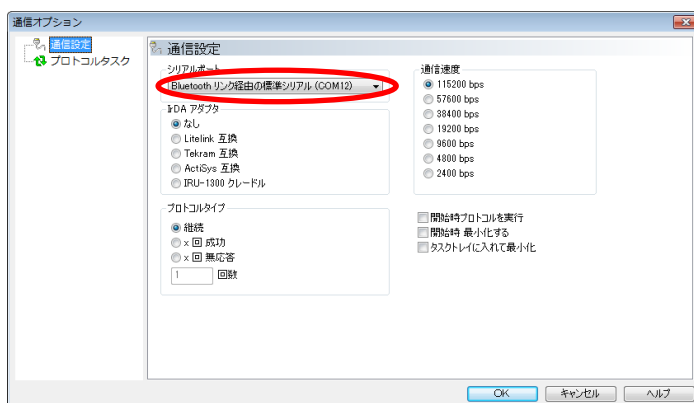 通信オプション
通信設定
プロトコルタスク
通信設定
シリアルポート
Bluetooth リンク経由の標準シリアル (COM12)
IrDA アダプタ
なし
Litelink 互換
Tekram 互換
ActiSys 互換
IRU-1300 クレードル
プロトコルタイプ
継続
x 回 成功
x 回 無応答
1 回数
通信速度
115200 bps
57600 bps
38400 bps
19200 bps
9600 bps
4800 bps
2400 bps
開始時プロトコルを実行
開始時 最小化する
タスクトレイに入れて最小化
OK キャンセル ヘルプ